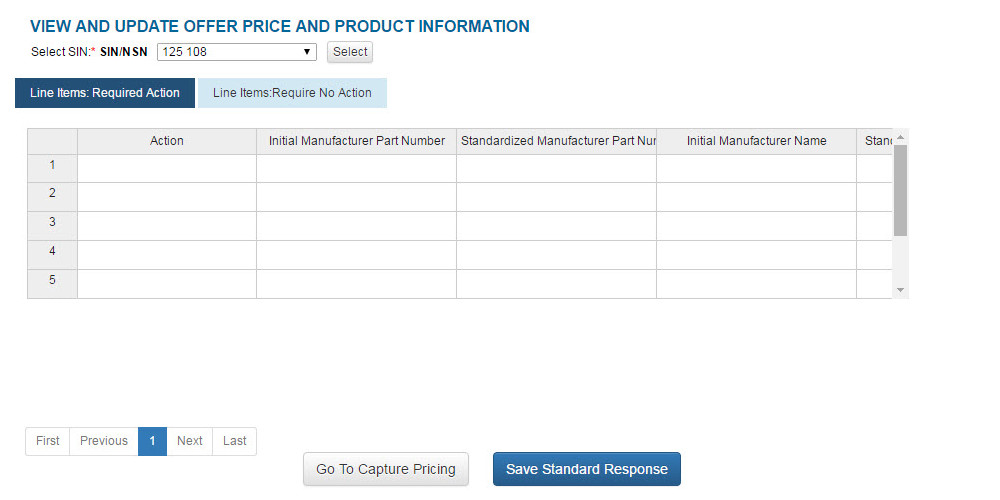 VIEW AND UPDATE OFFER PRICE AND PRODUCT INFORMATION
Select SIN:* SIN/NSN 125 108 Select
Line Items: Required Action Line Items:Require No Action
Action Initial Manufacturer Part Number Standardized Manufacturer Part Nur Initial Manufacturer Name Stan
1
2
3
4
5
First Previous 1 Next Last
Go To Capture Pricing Save Standard Response